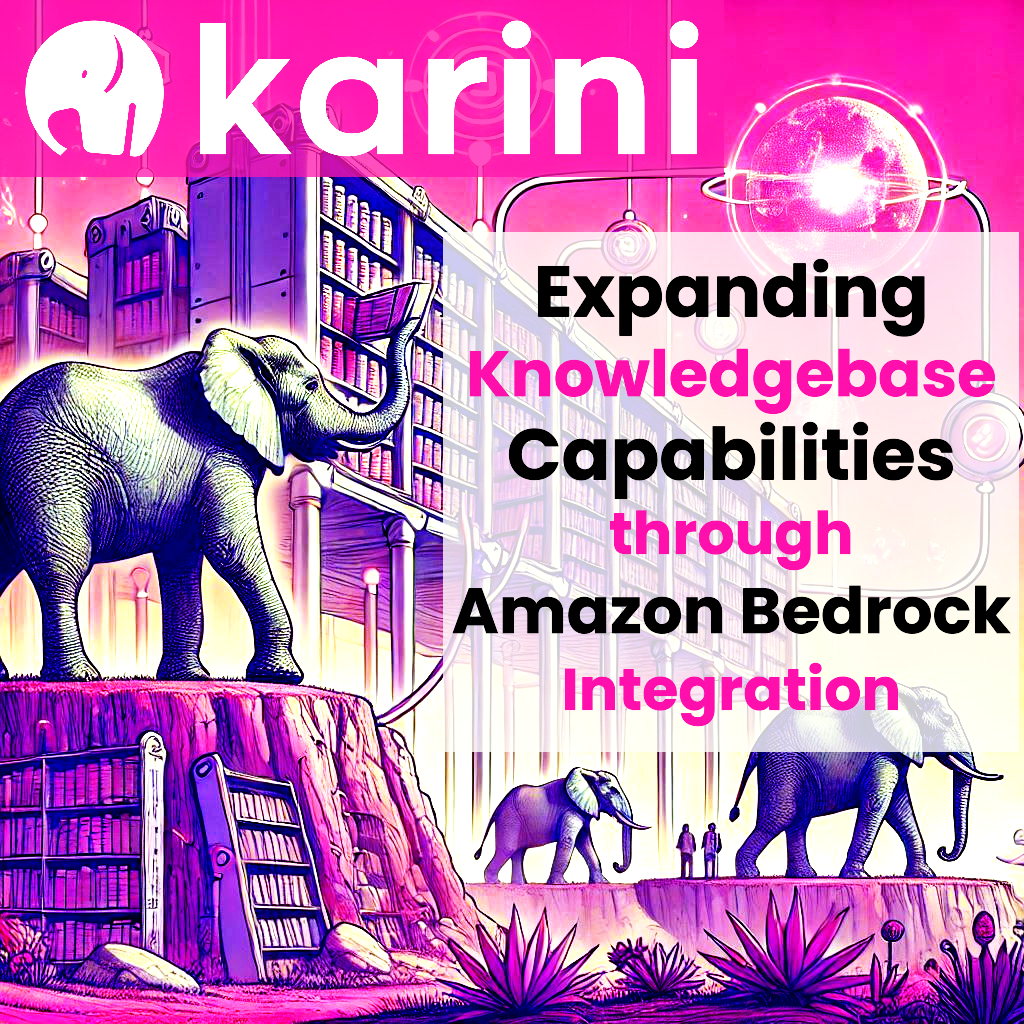 karini
Expanding
Knowledgebase
Capabilities
through
Amazon Bedrock
Integration